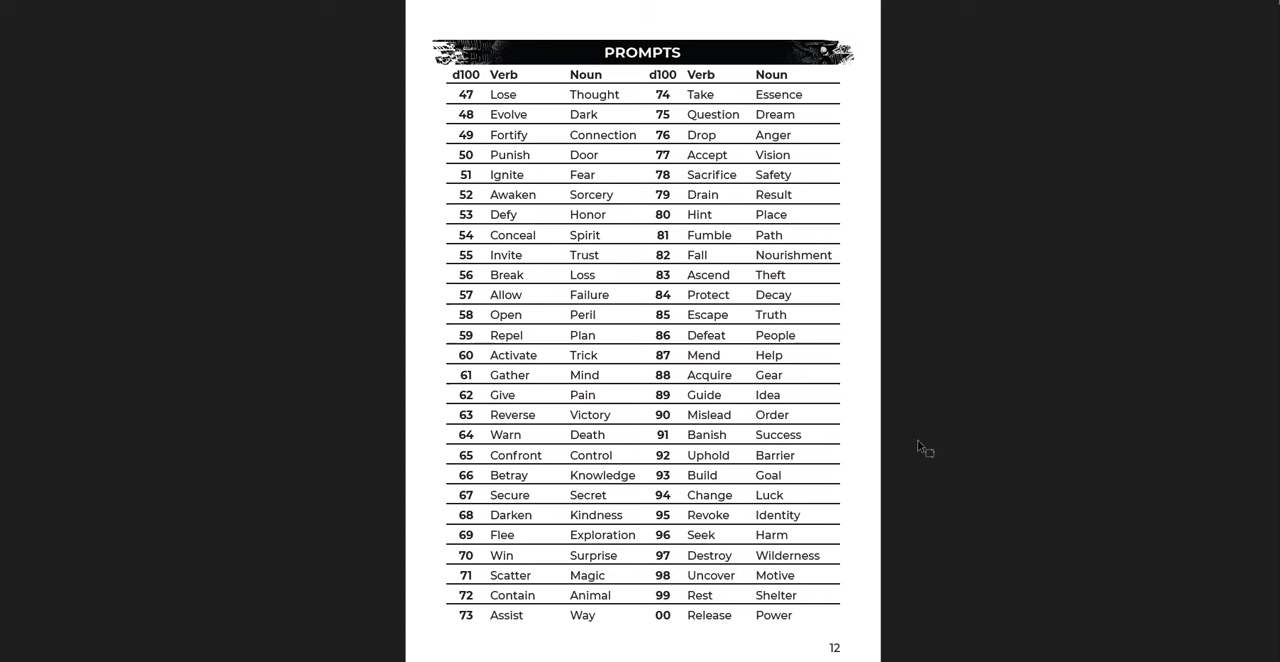 PROMPTS
d100 Verb Noun d100 Verb Noun
47 Lose Thought 74 Take Essence
48 Evolve Dark 75 Question Dream
49 Fortify Connection 76 Drop Anger
50 Punish Door 77 Accept Vision
51 Ignite Fear 78 Sacrifice Safety
52 Awaken Sorcery 79 Drain Result
53 Defy Honor 80 Hint Place
54 Conceal Spirit 81 Fumble Path
55 Invite Trust 82 Fall Nourishment
56 Break Loss 83 Ascend Theft
57 Allow Failure 84 Protect Decay
58 Open Peril 85 Escape Truth
59 Repel Plan 86 Defeat People
60 Activate Trick 87 Mend Help
61 Gather Mind 88 Acquire Gear
62 Give Pain 89 Guide Idea
63 Reverse Victory 90 Mislead Order
64 Warn Death 91 Banish Success
65 Confront Control 92 Uphold Barrier
66 Betray Knowledge 93 Build Goal
67 Secure Secret 94 Change Luck
68 Darken Kindness 95 Revoke Identity
69 Flee Exploration 96 Seek Harm
70 Win Surprise 97 Destroy Wilderness
71 Scatter Magic 98 Uncover Motive
72 Contain Animal 99 Rest Shelter
73 Assist Way 00 Release Power
12